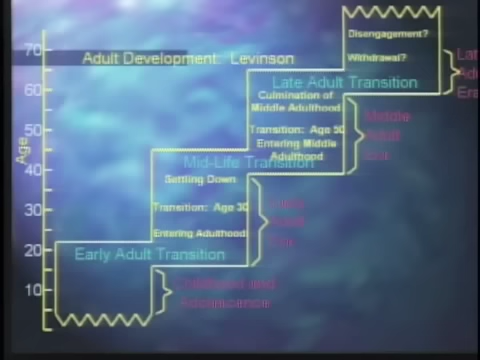 Disengagement?
70
Adult Development: Levinson
Withdrawal?
Late Adult Transition
60
Culmination of
Middle Adulthood
Transition: Age 50
50
Entering Middle
Adulthood
Middle
Adult
Era
Age
40
Mid-Life Transition
Settling Down
30
Transition: Age 30
Entering Adulthood
Adult
Era
20
Early Adult Transition
10
Childhood and
Adolescence